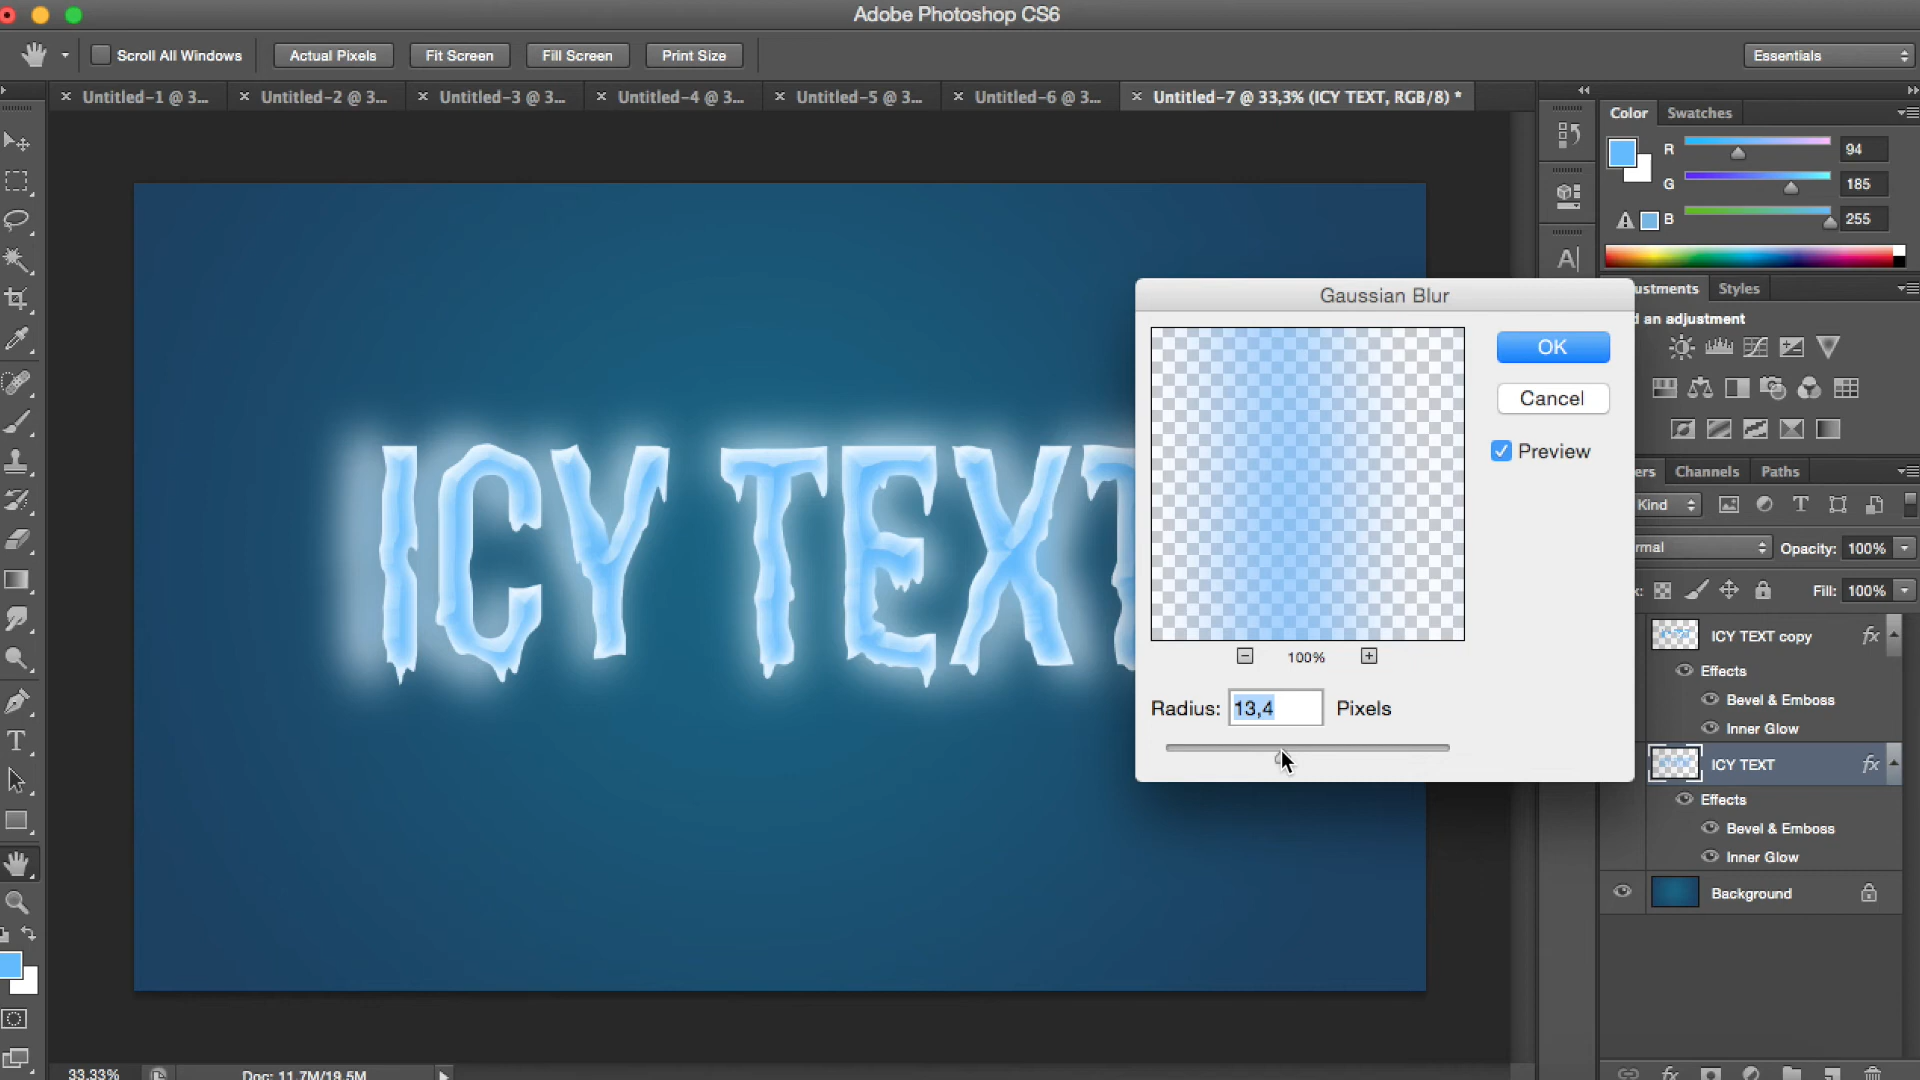 Adobe Photoshop CS6
Scroll All Windows
Actual Pixels
Fit Screen
Fill Screen
Print Size
Essentials
Untitled-1 @ 3...
Untitled-2 @ 3...
Untitled-3 @ 3...
Untitled-4 @ 3...
Untitled-5 @ 3...
Untitled-6 @ 3...
Untitled-7 @ 33,3% (ICY TEXT, RGB/8) *
Color
Swatches
R
94
G
185
B
255
ustments
Styles
d an adjustment
Gaussian Blur
OK
Cancel
Preview
100%
Radius:
13,4
Pixels
ICY TEXT
ers
Channels
Paths
Kind
rmal
Opacity:
100%
k:
Fill:
100%
ICY TEXT copy
fx
Effects
Bevel & Emboss
Inner Glow
ICY TEXT
fx
Effects
Bevel & Emboss
Inner Glow
Background
33,33%
Doc: 11,7M/19,5M
fx